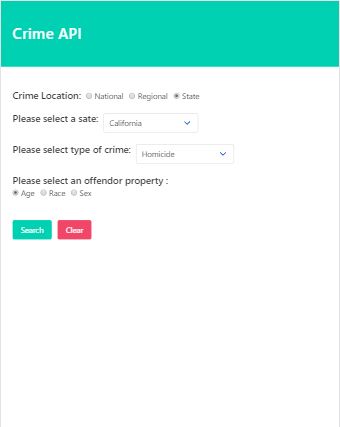 Crime API
Crime Location: National Regional State
Please select a sate: California
Please select type of crime: Homicide
Please select an offendor property :
Age Race Sex
Search Clear